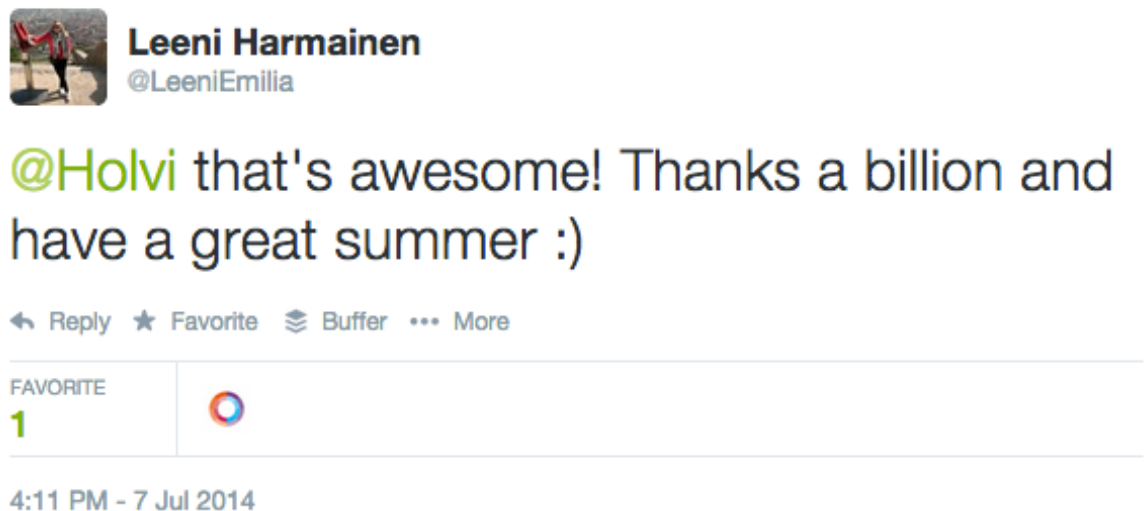 Leeni Harmainen
@LeeniEmilia
@Holvi that's awesome! Thanks a billion and
have a great summer :)
Reply Favorite Buffer More
FAVORITE
1
4:11 PM - 7 Jul 2014